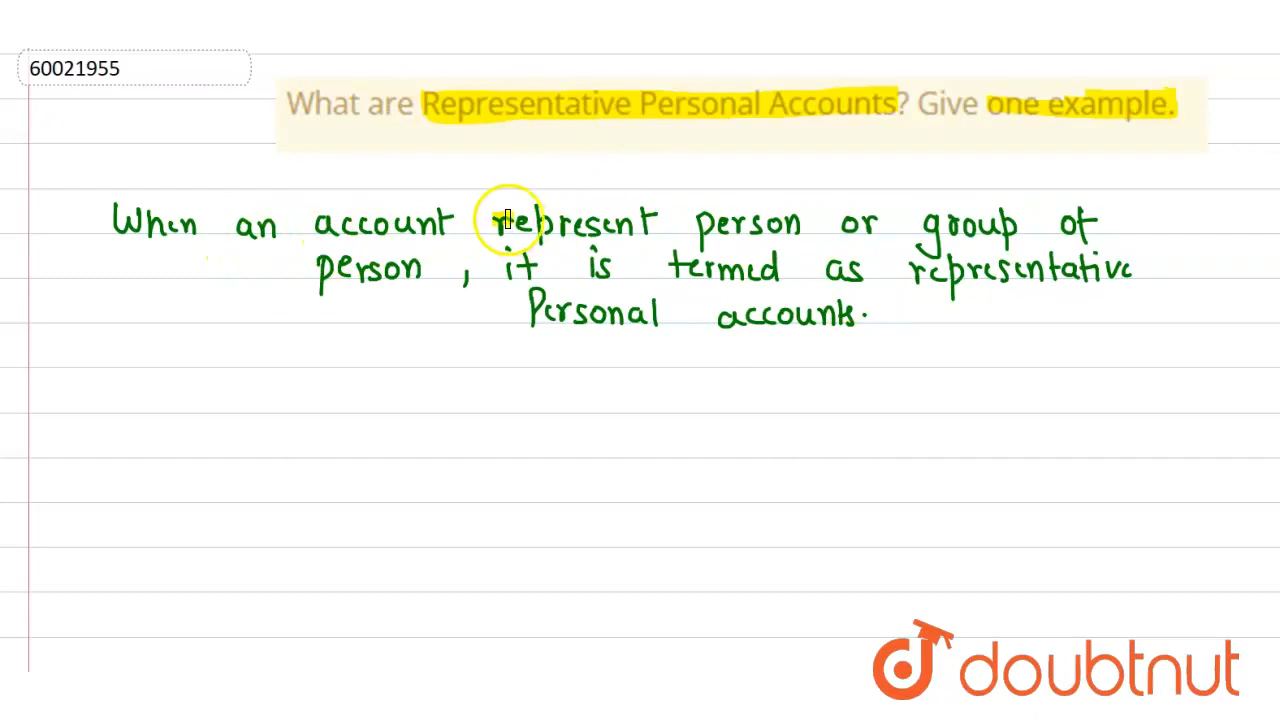 60021955
What are Representative Personal Accounts? Give one example.
When an account represent person or group of
person, it is termed as representative
Personal accounts.
doubtnut